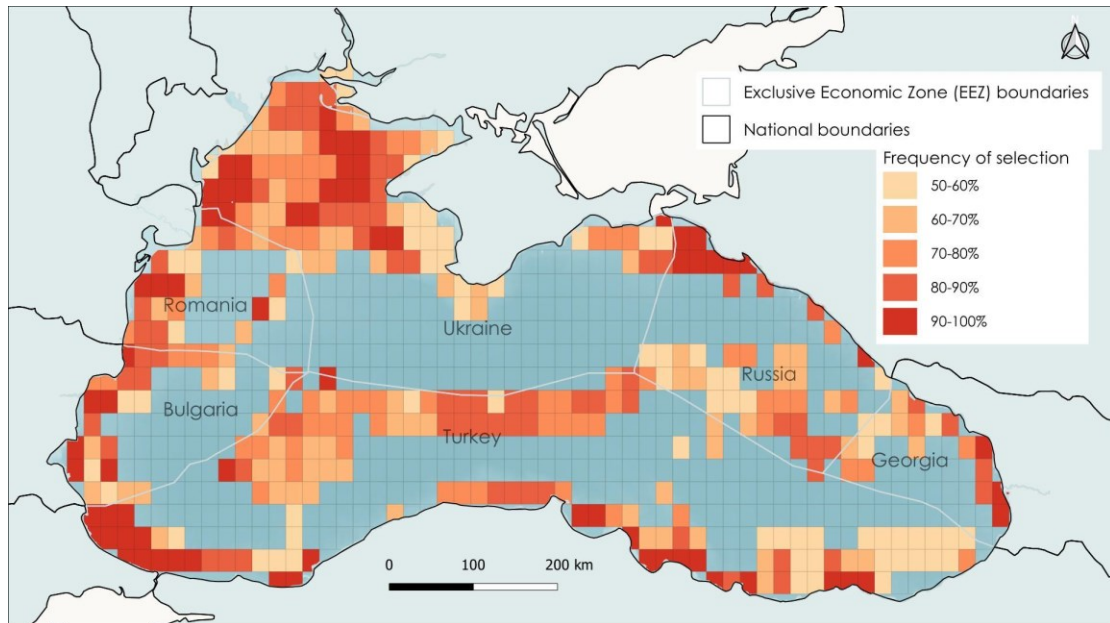 N
Exclusive Economic Zone (EEZ) boundaries
National boundaries
Frequency of selection
50-60%
60-70%
70-80%
80-90%
90-100%
Romania
Ukraine
Russia
Bulgaria
Turkey
Georgia
0 100 200 km